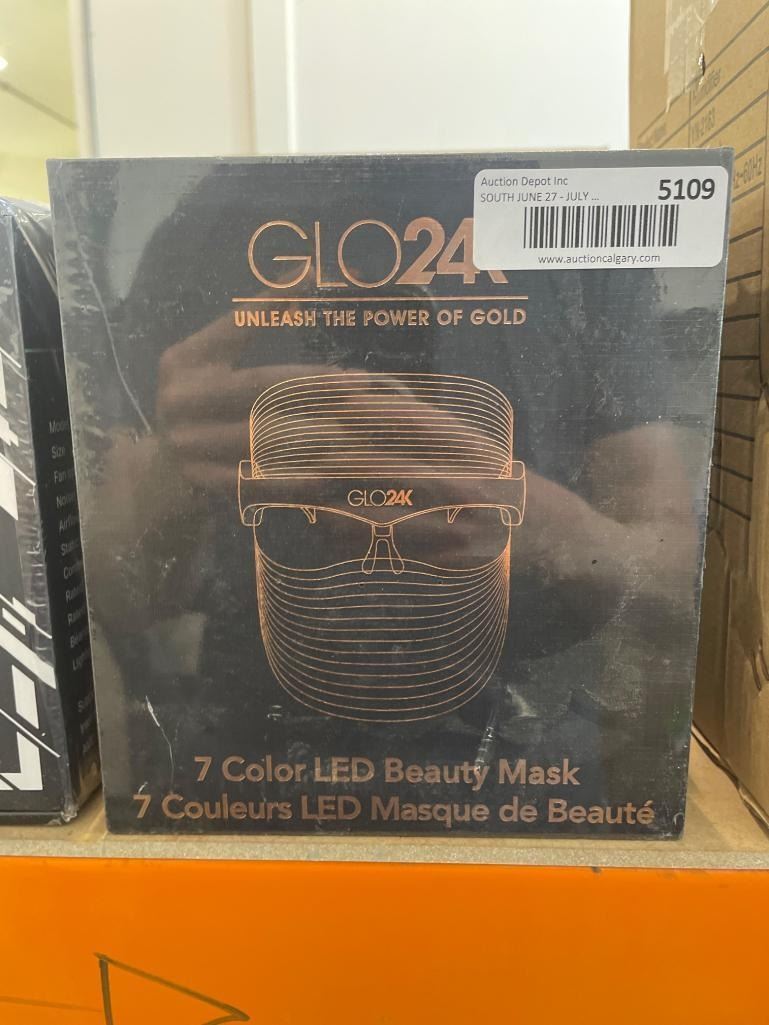 Auction Depot Inc
SOUTH JUNE 27 - JULY ...
5109
www.auctioncalgary.com
GLO24K
UNLEASH THE POWER OF GOLD
GLO24K
7 Color LED Beauty Mask
7 Couleurs LED Masque de Beauté
Size